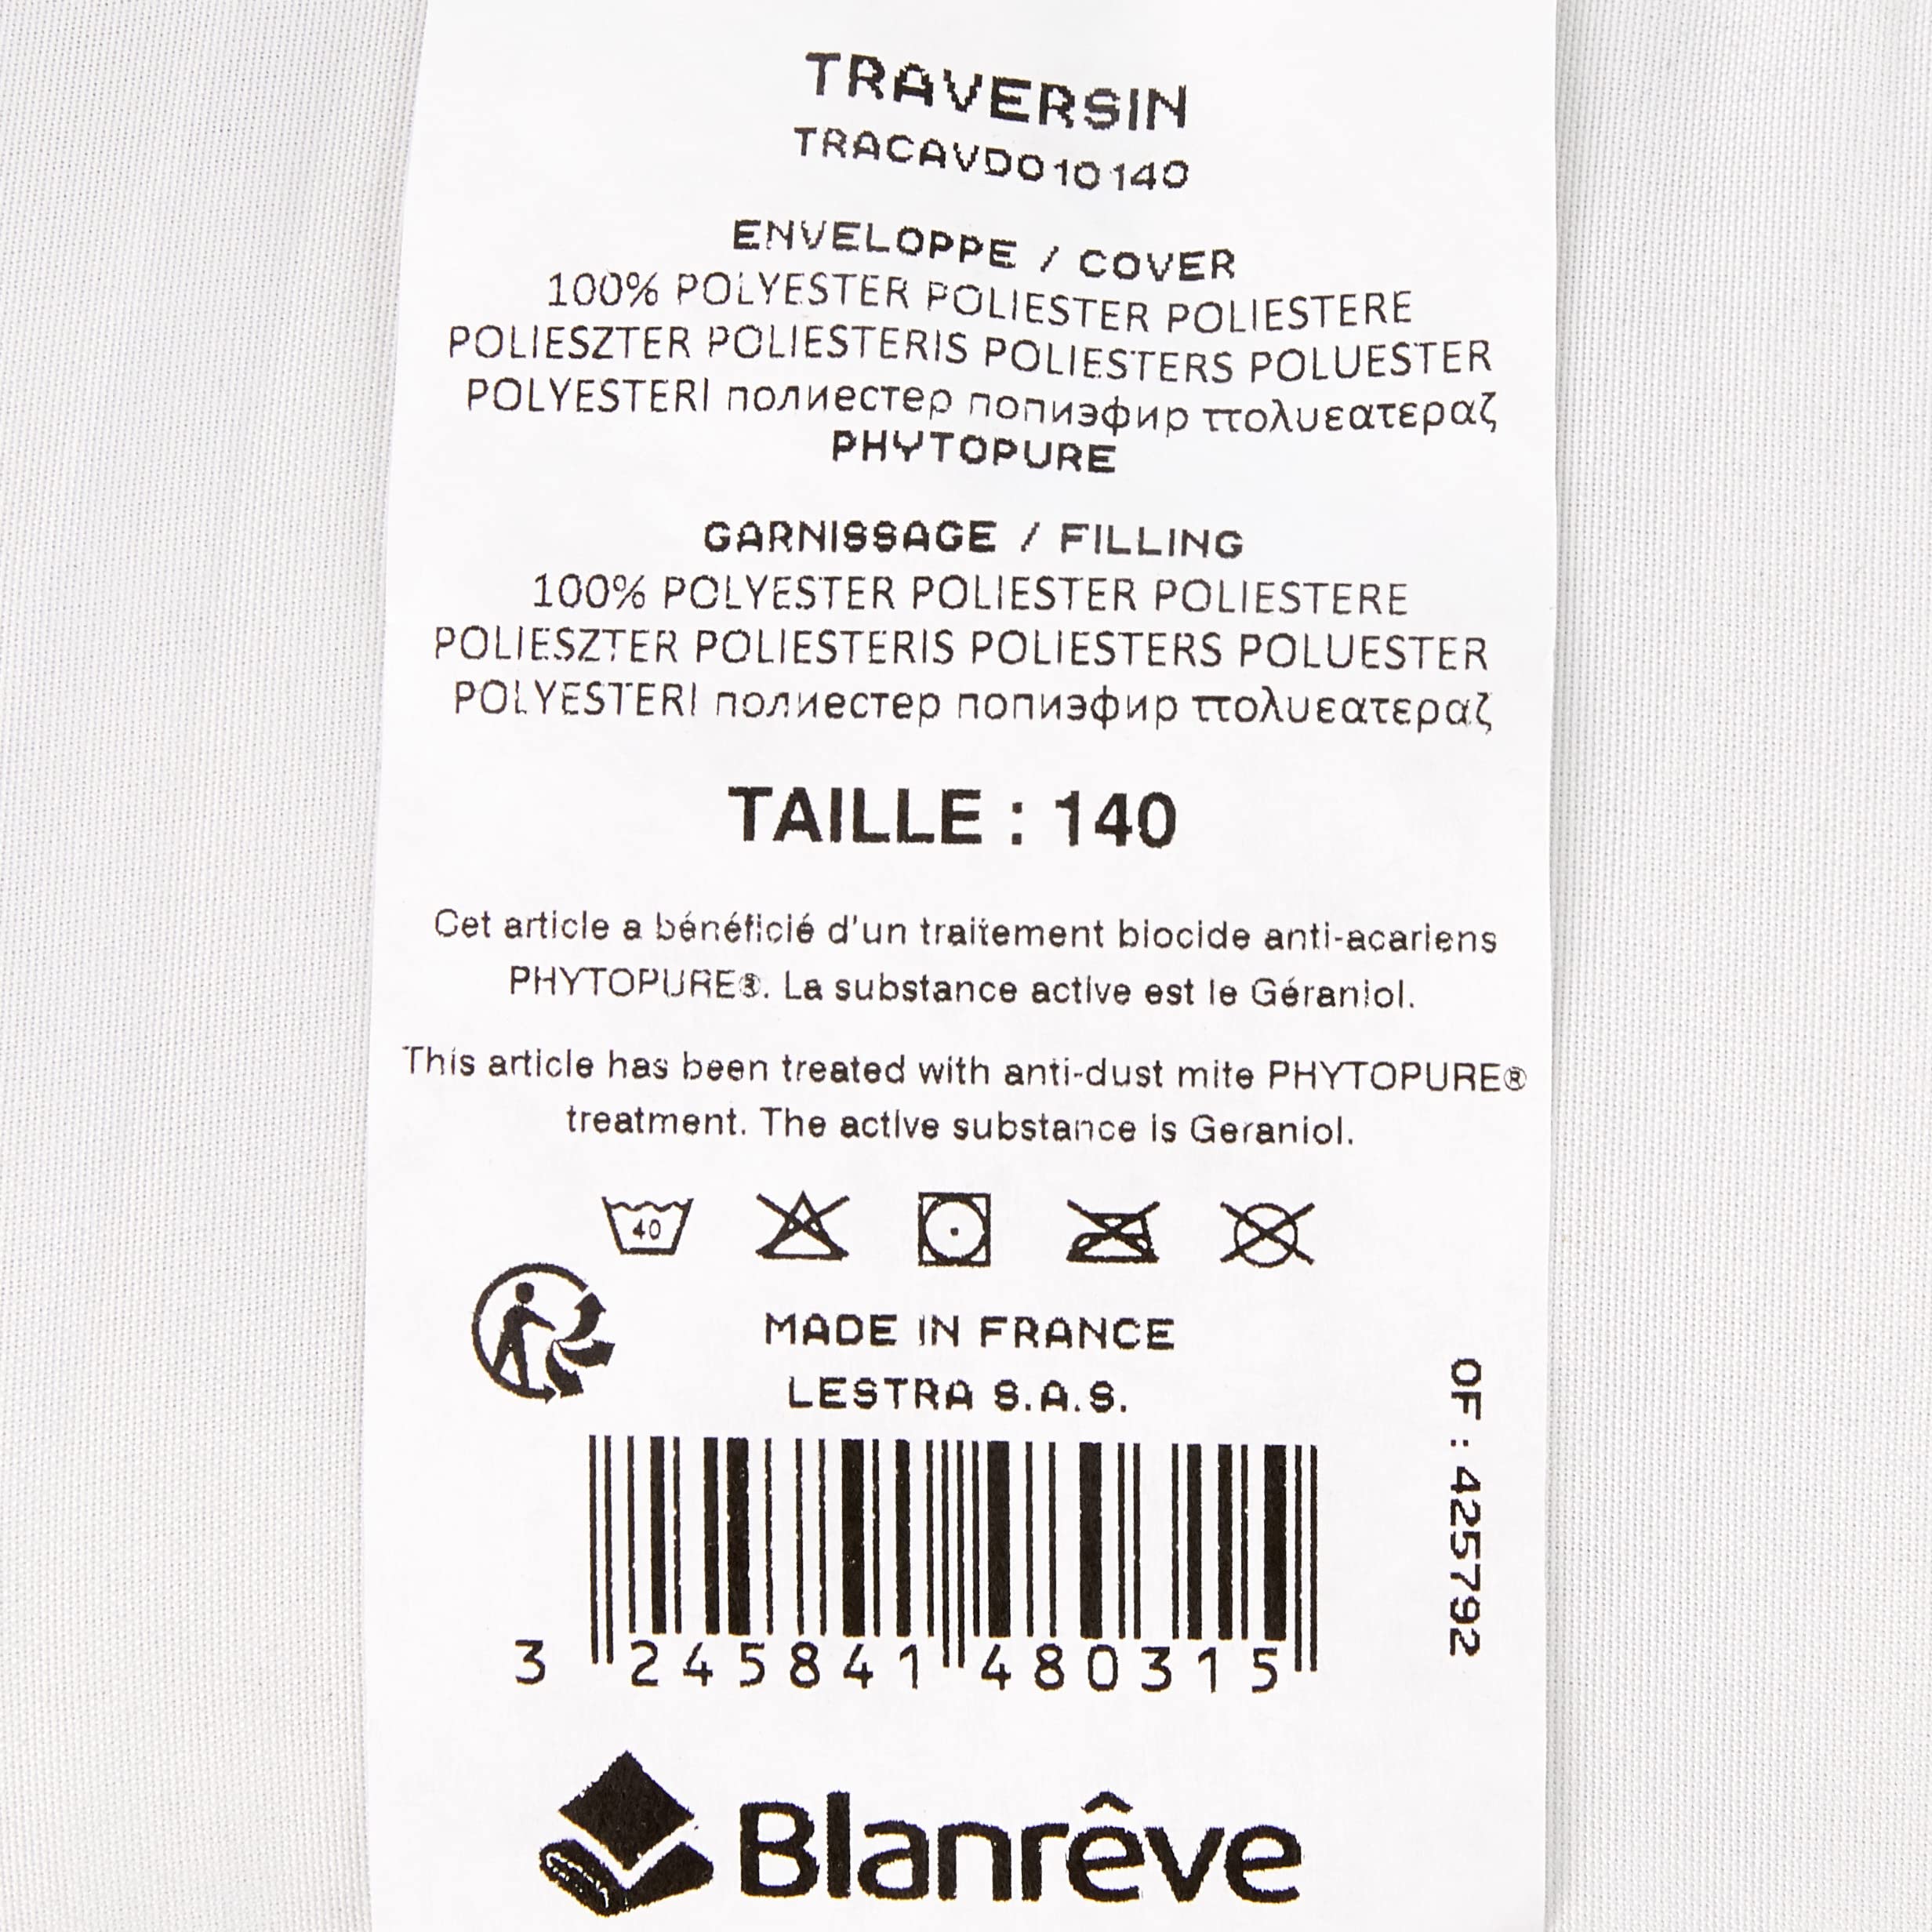 TRAVERSIN
TRACAVDO10140
ENVELOPPE / COVER
100% POLYESTER POLIESTER POLIESTERE
POLIESZTER POLIESTERIS POLIESTERS POLUESTER
POLYESTERI полиестер попиэфир πολυεατεραζ
PHYTOPURE
GARNISSAGE / FILLING
100% POLYESTER POLIESTER POLIESTERE
POLIESZTER POLIESTERIS POLIESTERS POLUESTER
POLYESTERI полиестер попиэфир πολυεατεραζ
TAILLE : 140
Cet article a bénéficié d'un traitement biocide anti-acariens
PHYTOPURE®. La substance active est le Géraniol.
This article has been treated with anti-dust mite PHYTOPURE®
treatment. The active substance is Geraniol.
40
MADE IN FRANCE
LESTRA S.A.S.
OF : 425792
3 245841 480315
Blanrêve